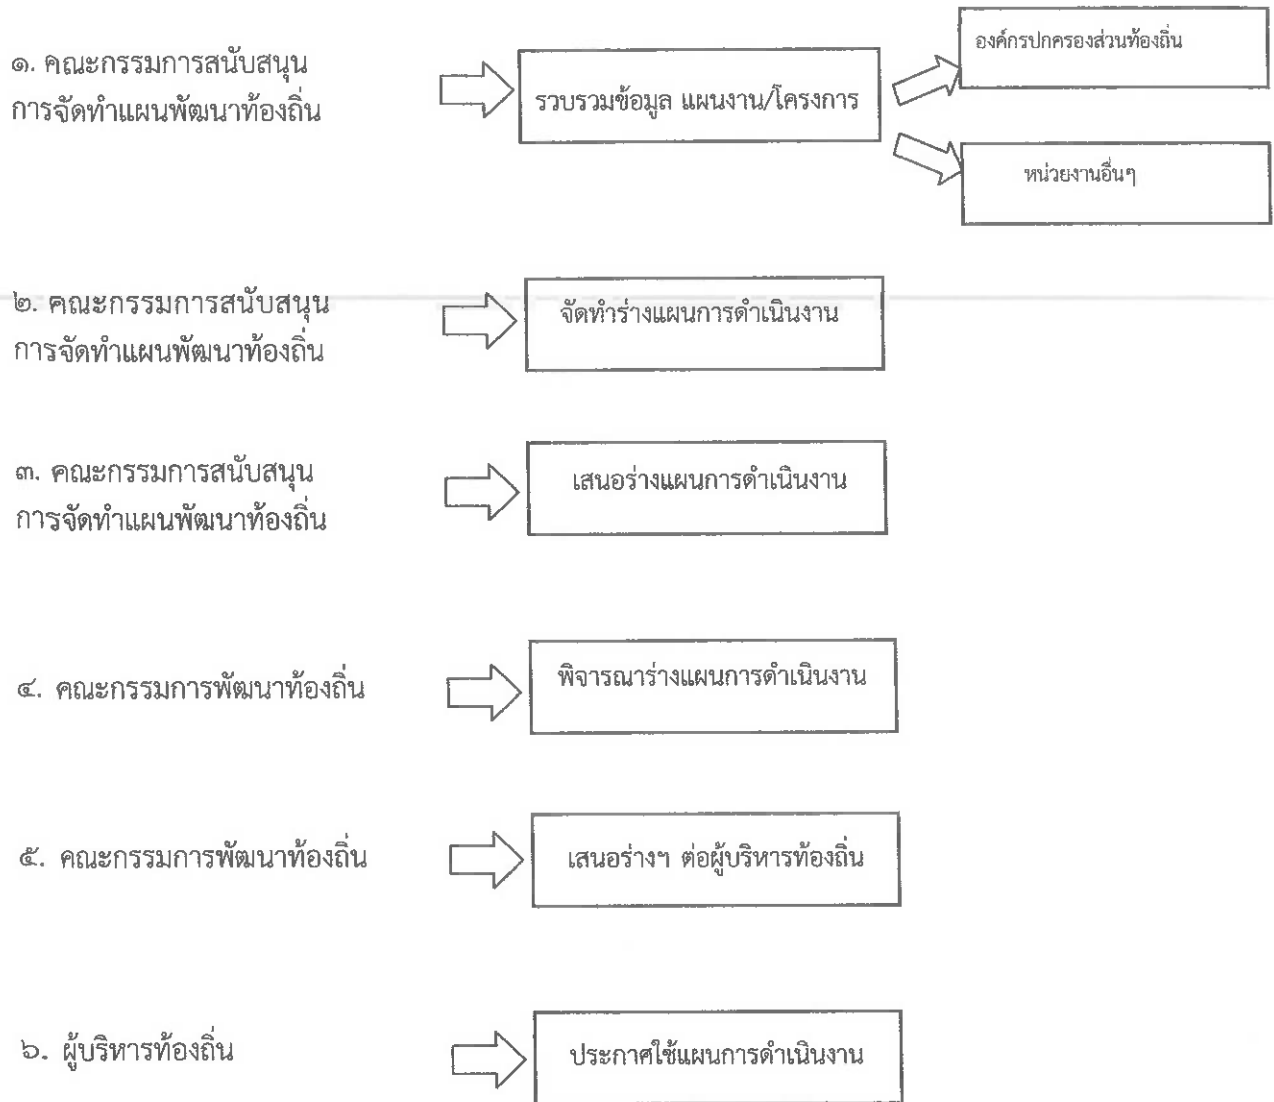 ๑. คณะกรรมการสนับสนุน
การจัดทำแผนพัฒนาท้องถิ่น
รวบรวมข้อมูล แผนงาน/โครงการ
องค์กรปกครองส่วนท้องถิ่น
หน่วยงานอื่นๆ
๒. คณะกรรมการสนับสนุน
การจัดทำแผนพัฒนาท้องถิ่น
จัดทำร่างแผนการดำเนินงาน
๓. คณะกรรมการสนับสนุน
การจัดทำแผนพัฒนาท้องถิ่น
เสนอร่างแผนการดำเนินงาน
๔. คณะกรรมการพัฒนาท้องถิ่น
พิจารณาร่างแผนการดำเนินงาน
๕. คณะกรรมการพัฒนาท้องถิ่น
เสนอร่างฯ ต่อผู้บริหารท้องถิ่น
๖. ผู้บริหารท้องถิ่น
ประกาศใช้แผนการดำเนินงาน